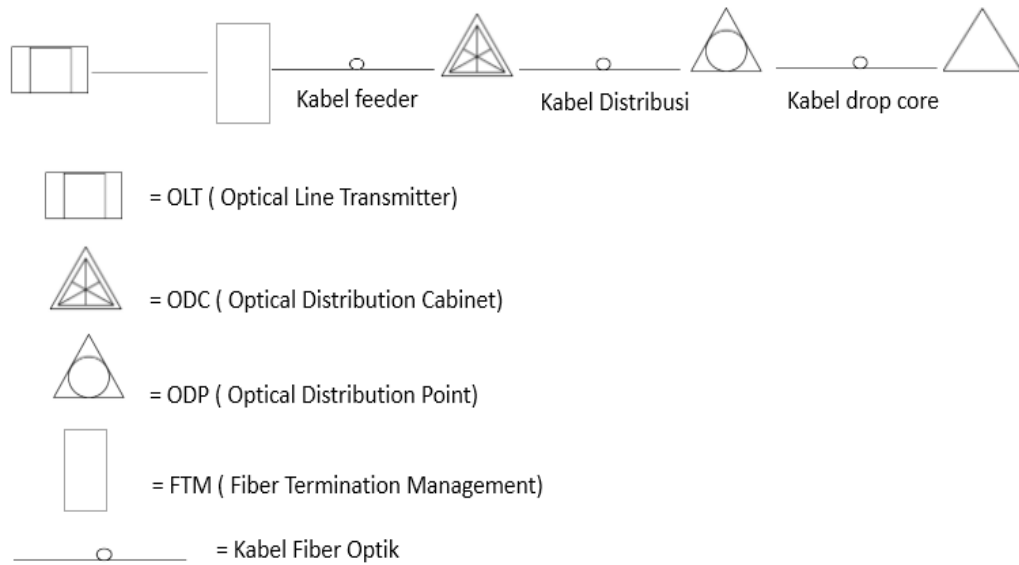 Kabel feeder
Kabel Distribusi
Kabel drop core
= OLT ( Optical Line Transmitter)
= ODC ( Optical Distribution Cabinet)
= ODP ( Optical Distribution Point)
= FTM ( Fiber Termination Management)
= Kabel Fiber Optik